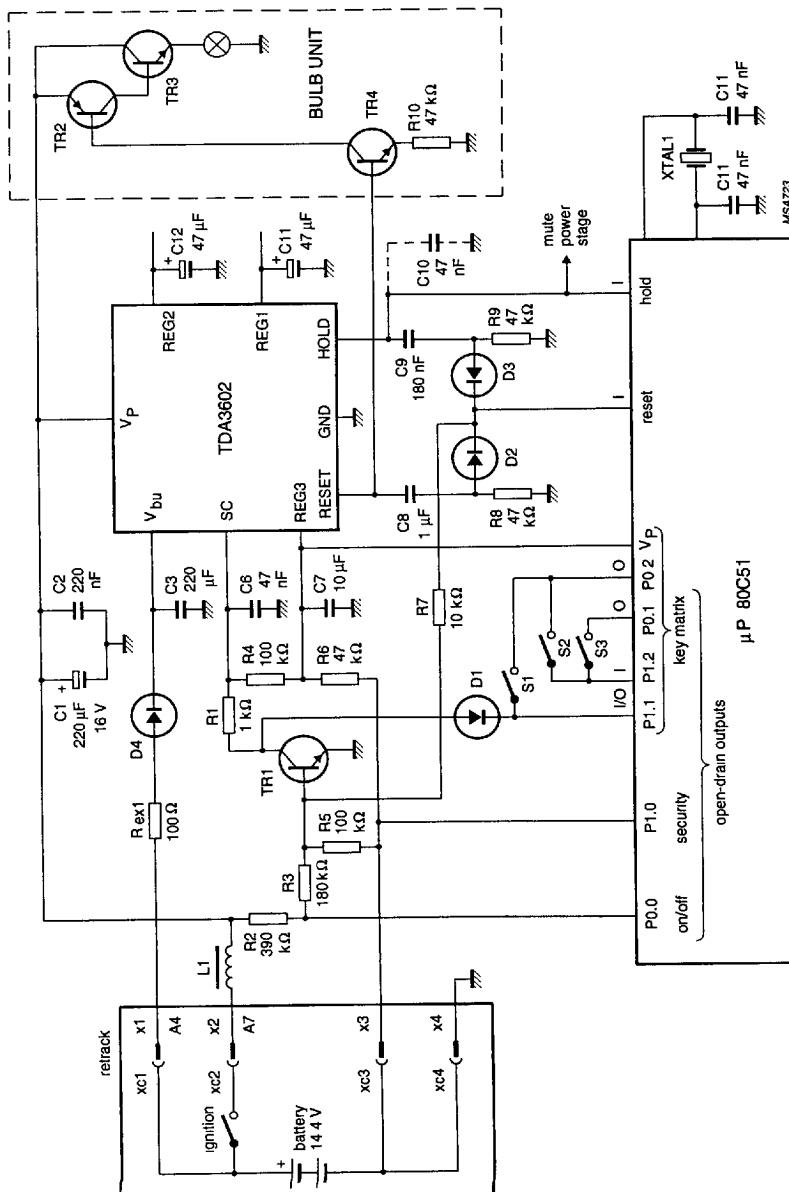 BULB UNIT
TR2
TR3
TR4
R10
47 kΩ
C12
47 µF
C11
47 µF
+
+
REG2
REG1
V P
TDA3602
V bu
SC
REG3
RESET
GND
HOLD
C10
47
nF
mute
power
stage
C9
180 nF
R9
47
kΩ
D3
D2
C8
1 µF
R8
47
kΩ
R7
10 kΩ
C2
220
nF
C1
220 µF
16 V
+
D4
C3
220
µF
C6
47
nF
C7
10 µF
R ex1
100 Ω
R1
1 kΩ
R4
100
kΩ
R6
47
kΩ
TR1
R5
100
kΩ
R3
180 kΩ
R2
390
kΩ
L1
D1
S1
S2
S3
retrack
xc1
x1
A4
xc2
x2
A7
xc3
x3
xc4
x4
ignition
battery
14.4 V
+
P0.0
P1.0
P1.1
P1.2
P0.1
P0 2
V P
I/O
I
O
O
I
I
on/off
security
key matrix
open-drain outputs
reset
hold
µP 80C51
XTAL1
C11
47 nF
C11
47 nF
MSA723